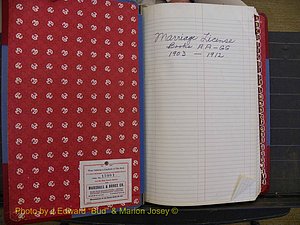 Marriage License
Books AA-GG
1903 — 1912
MARSHALL & BRUCE CO.
Photo by J Edward "Bud" & Marion Josey ©